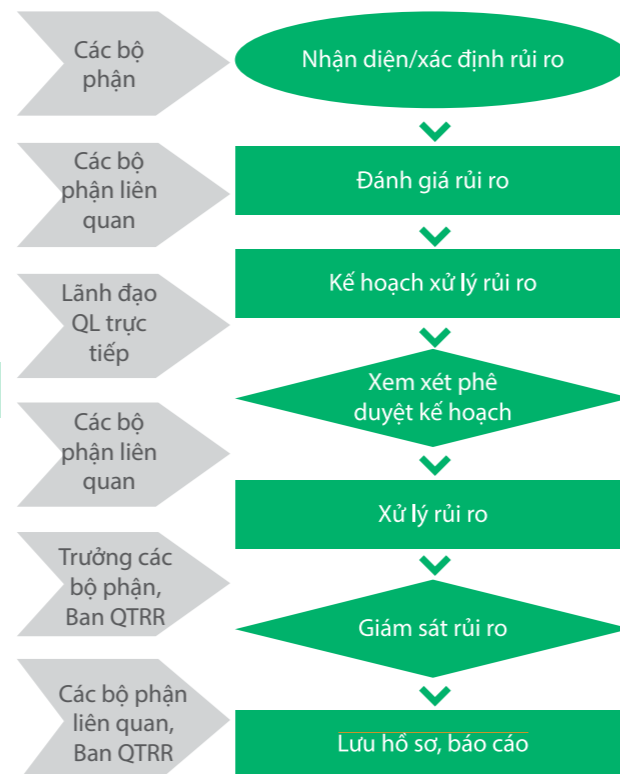 Các bộ
phận
Nhận diện/xác định rủi ro
Các bộ
phận liên
quan
Đánh giá rủi ro
Kế hoạch xử lý rủi ro
Lãnh đạo
QL trực
tiếp
Xem xét phê
duyệt kế hoạch
Các bộ
phận liên
quan
Xử lý rủi ro
Trưởng các
bộ phận,
Ban QTRR
Giám sát rủi ro
Các bộ phận
liên quan,
Ban QTRR
Lưu hồ sơ, báo cáo